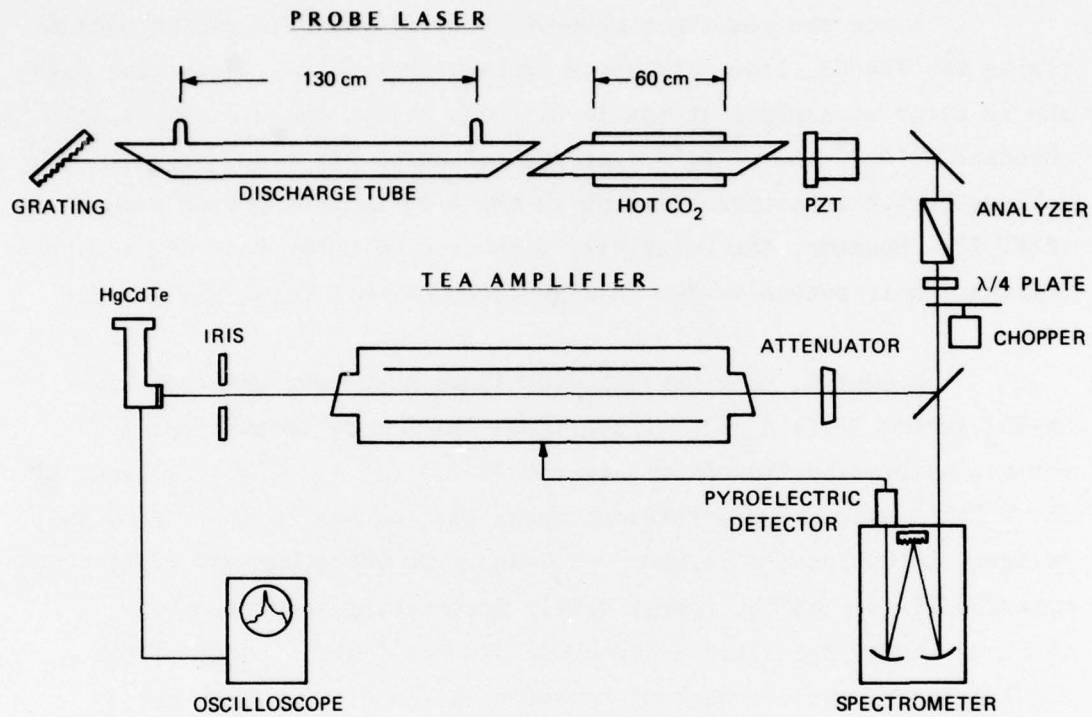 PROBE LASER
130 cm
60 cm
GRATING
DISCHARGE TUBE
HOT CO₂
PZT
ANALYZER
λ/4 PLATE
CHOPPER
TEA AMPLIFIER
HgCdTe
IRIS
ATTENUATOR
PYROELECTRIC
DETECTOR
OSCILLOSCOPE
SPECTROMETER